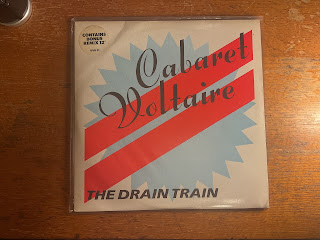 CONTAINS
BONUS
REMIX 12"
Cabaret
Voltaire
THE DRAIN TRAIN